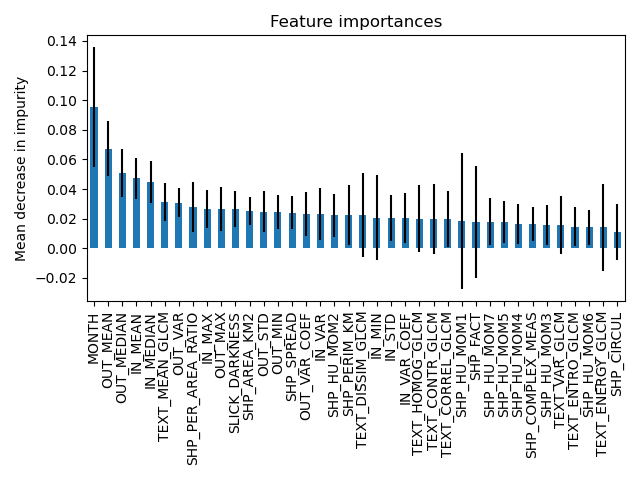 Feature importances
Mean decrease in impurity
0.14
0.12
0.10
0.08
0.06
0.04
0.02
0.00
−0.02
MONTH
OUT_MEAN
OUT_MEDIAN
IN_MEAN
IN_MEDIAN
TEXT_MEAN_GLCM
OUT_VAR
SHP_PER_AREA_RATIO
IN_MAX
OUT_MAX
SLICK_DARKNESS
SHP_AREA_KM2
OUT_STD
OUT_MIN
SHP_SPREAD
OUT_VAR_COEF
IN_VAR
SHP_HU_MOM2
SHP_PERIM_KM
TEXT_DISSIM_GLCM
IN_MIN
IN_STD
IN_VAR_COEF
TEXT_HOMOG_GLCM
TEXT_CONTR_GLCM
TEXT_CORREL_GLCM
SHP_HU_MOM1
SHP_FACT
SHP_HU_MOM7
SHP_HU_MOM5
SHP_HU_MOM4
SHP_COMPLEX_MEAS
SHP_HU_MOM3
TEXT_VAR_GLCM
TEXT_ENTRO_GLCM
SHP_HU_MOM6
TEXT_ENERGY_GLCM
SHP_CIRCUL